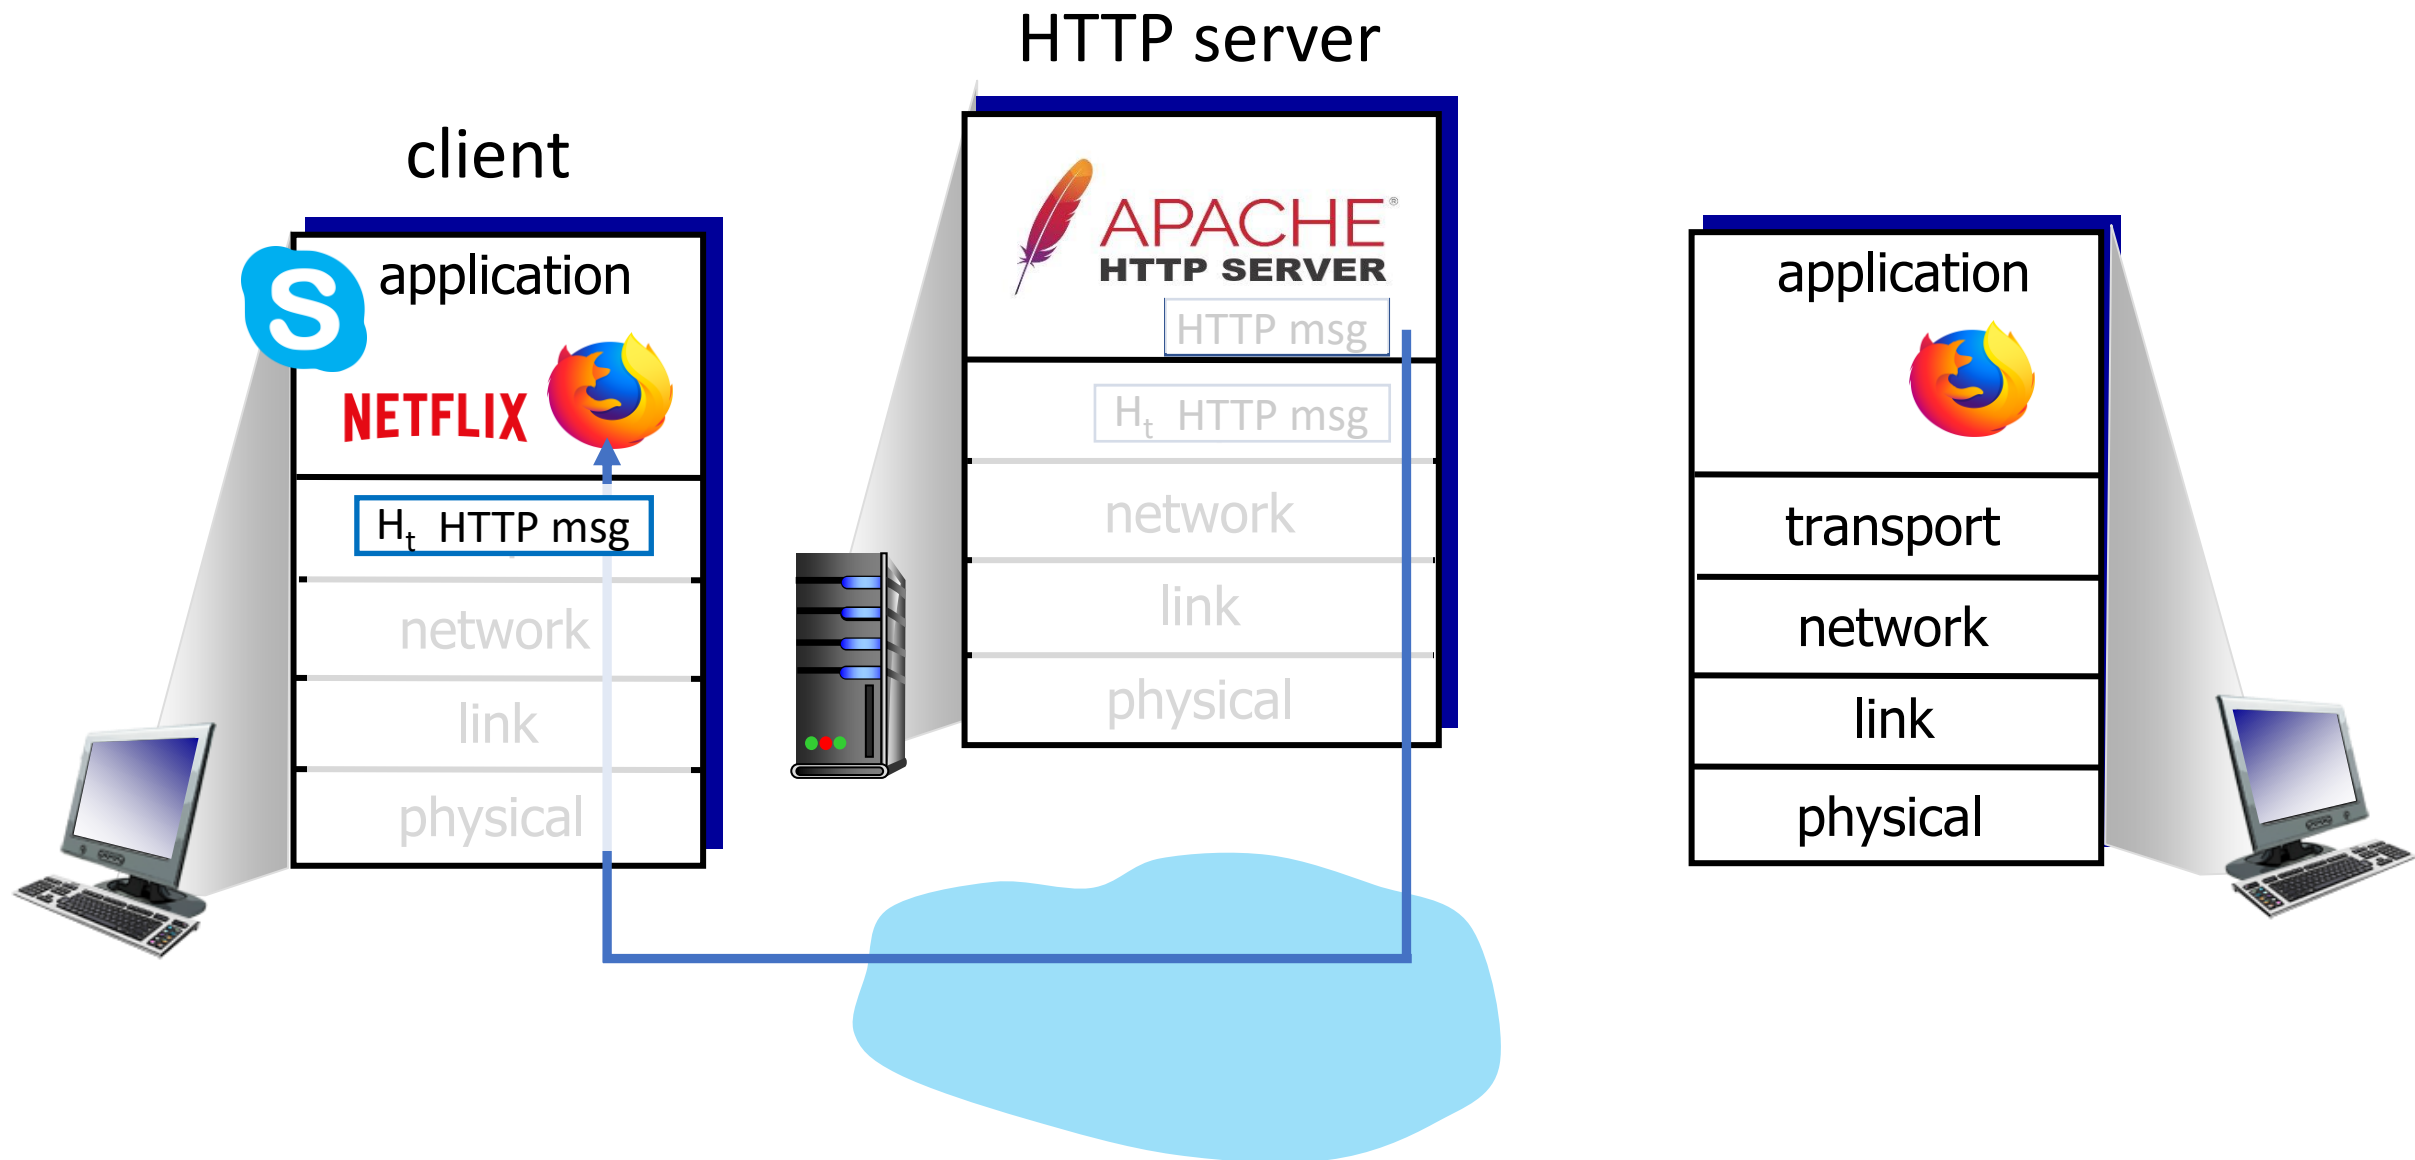 HTTP server
client
application
NETFLIX
Ht HTTP msg
network
link
physical
APACHE®
HTTP SERVER
HTTP msg
Ht HTTP msg
network
link
physical
application
transport
network
link
physical